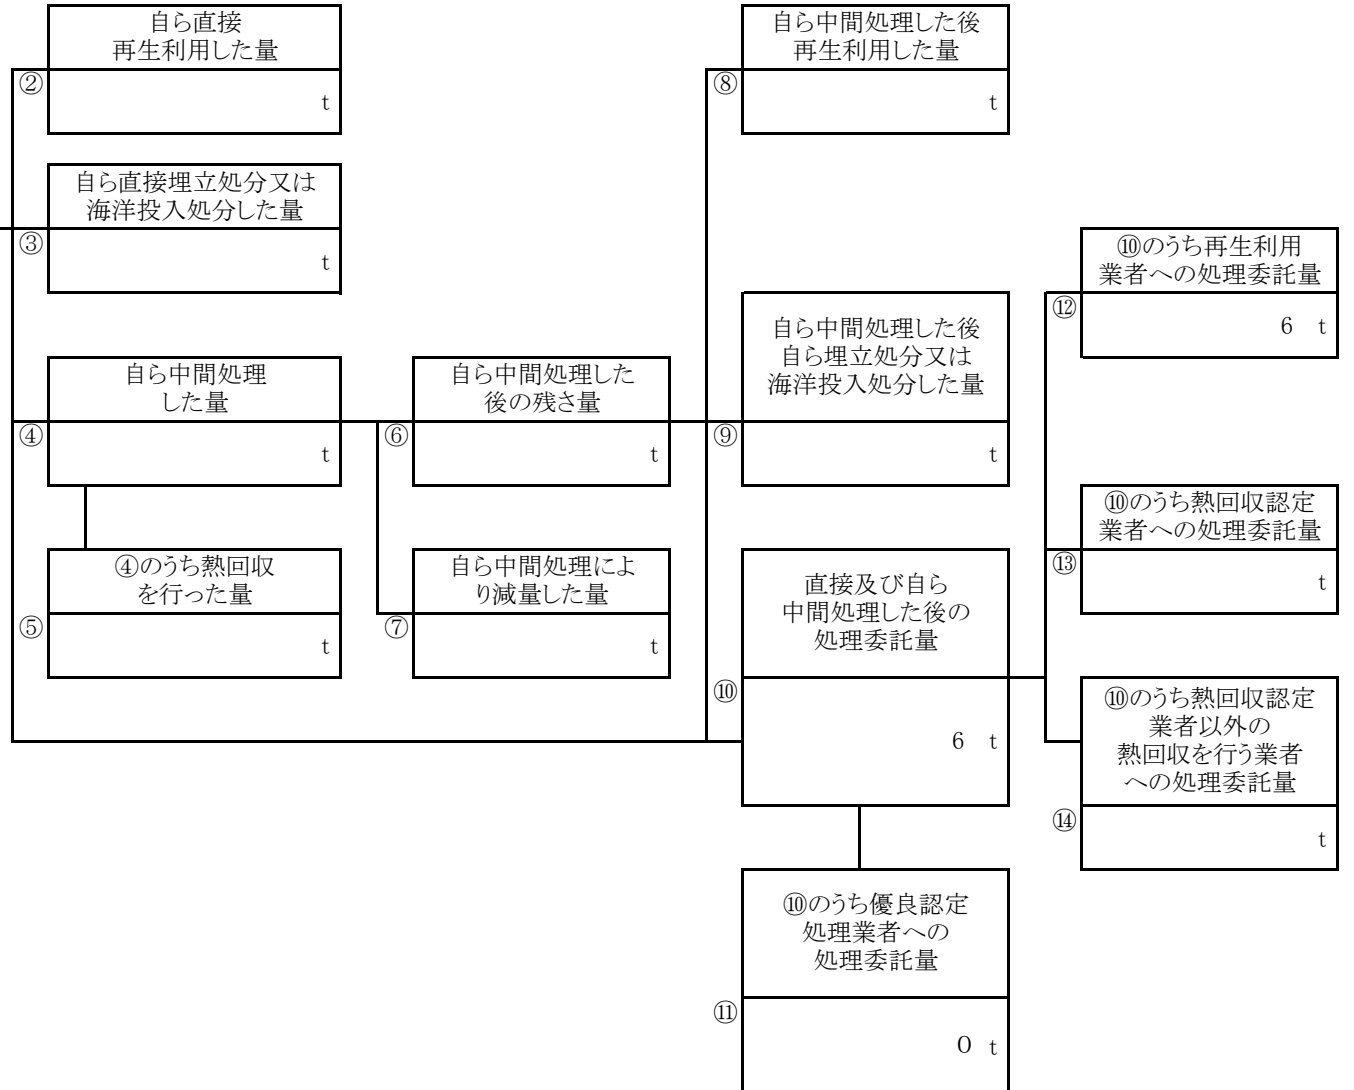 自ら直接
再生利用した量
②
t
自ら直接埋立処分又は
海洋投入処分した量
③
t
自ら中間処理
した量
④
t
④のうち熱回収
を行った量
⑤
t
自ら中間処理した
後の残さ量
⑥
t
自ら中間処理によ
り減量した量
⑦
t
自ら中間処理した後
再生利用した量
⑧
t
自ら中間処理した後
自ら埋立処分又は
海洋投入処分した量
⑨
t
直接及び自ら
中間処理した後の
処理委託量
⑩
6 t
⑩のうち優良認定
処理業者への
処理委託量
⑪
0 t
⑩のうち再生利用
業者への処理委託量
⑫
6 t
⑩のうち熱回収認定
業者への処理委託量
⑬
t
⑩のうち熱回収認定
業者以外の
熱回収を行う業者
への処理委託量
⑭
t